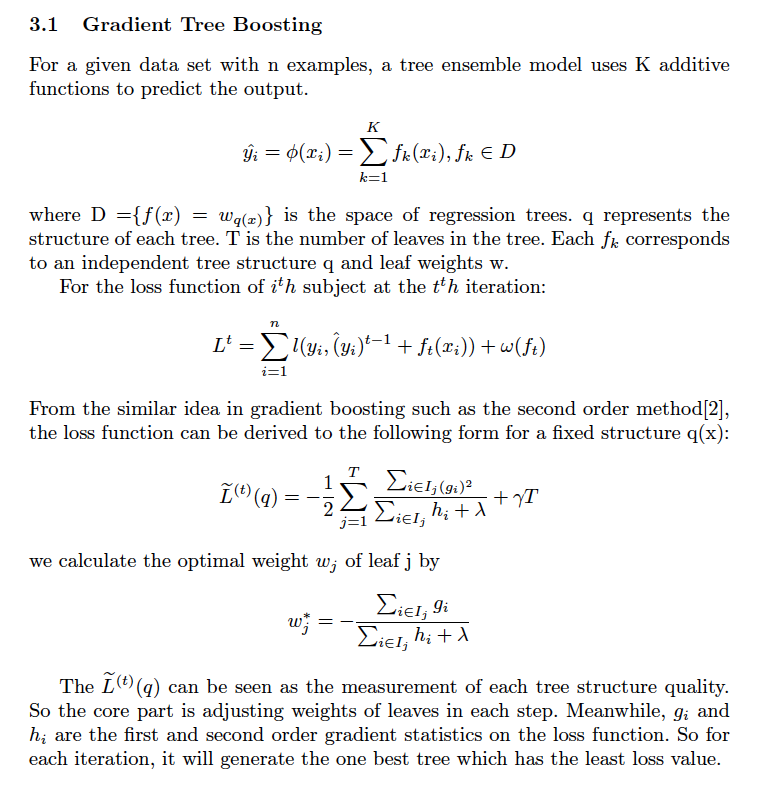 3.1 Gradient Tree Boosting
For a given data set with n examples, a tree ensemble model uses K additive
functions to predict the output.
$$\hat{y_i} = \phi(x_i) = \sum_{k=1}^{K} f_k(x_i), f_k \in D$$
where D =$\{f(x) = w_{q(x)}\}$ is the space of regression trees. q represents the
structure of each tree. T is the number of leaves in the tree. Each $f_k$ corresponds
to an independent tree structure q and leaf weights w.
For the loss function of $i^th$ subject at the $t^th$ iteration:
$$L^t = \sum_{i=1}^{n} l(y_i, \hat(y_i)^{t-1} + f_t(x_i)) + \omega(f_t)$$
From the similar idea in gradient boosting such as the second order method[2],
the loss function can be derived to the following form for a fixed structure q(x):
$$\widetilde{L}^{(t)}(q) = -\frac{1}{2} \sum_{j=1}^{T} \frac{\sum_{i \in I_{j(g_i)^2}}}{\sum_{i \in I_j} h_i + \lambda} + \gamma T$$
we calculate the optimal weight $w_j$ of leaf j by
$$w_j^* = -\frac{\sum_{i \in I_j} g_i}{\sum_{i \in I_j} h_i + \lambda}$$
The $\widetilde{L}^{(t)}(q)$ can be seen as the measurement of each tree structure quality.
So the core part is adjusting weights of leaves in each step. Meanwhile, $g_i$ and
$h_i$ are the first and second order gradient statistics on the loss function. So for
each iteration, it will generate the one best tree which has the least loss value.